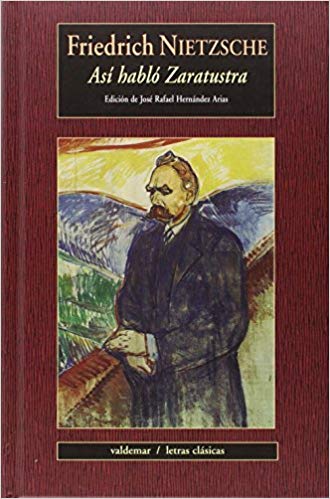 Friedrich NIETZSCHE
Así habló Zaratustra
Edición de José Rafael Hernández Arias
valdemar / letras clásicas